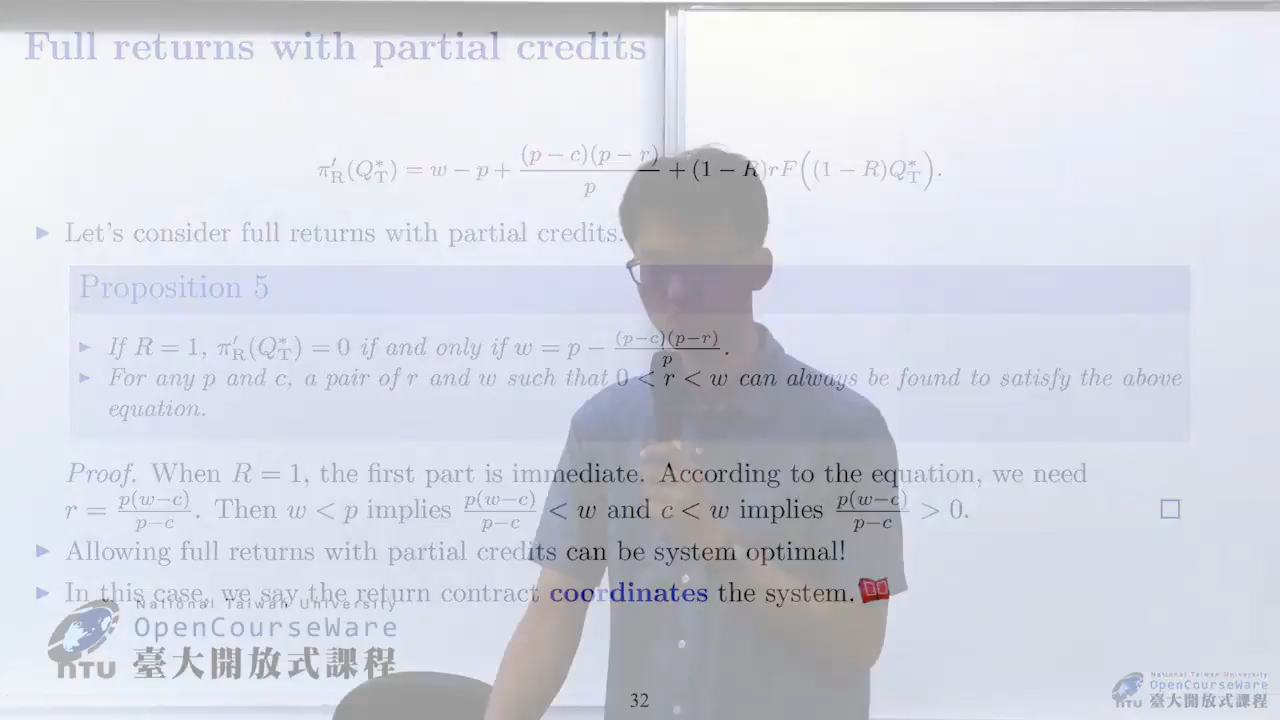 Full returns with partial credits
π′_R(Q*_T) = w − p + (p − c)(p − r)/p + (1 − R)rF((1 − R)Q*_T).
▶ Let's consider full returns with partial credits.
Proposition 5
▶ If R = 1, π′_R(Q*_T) = 0 if and only if w = p − (p−c)(p−r)/p.
▶ For any p and c, a pair of r and w such that 0 < r < w can always be found to satisfy the above
equation.
Proof. When R = 1, the first part is immediate. According to the equation, we need
r = p(w−c)/(p−c). Then w < p implies p(w−c)/(p−c) < w and c < w implies p(w−c)/(p−c) > 0. □
▶ Allowing full returns with partial credits can be system optimal!
▶ In this case, we say the return contract coordinates the system.
National Taiwan University
OpenCourseWare
NTU 臺大開放式課程
32
National Taiwan University
OpenCourseWare
NTU 臺大開放式課程